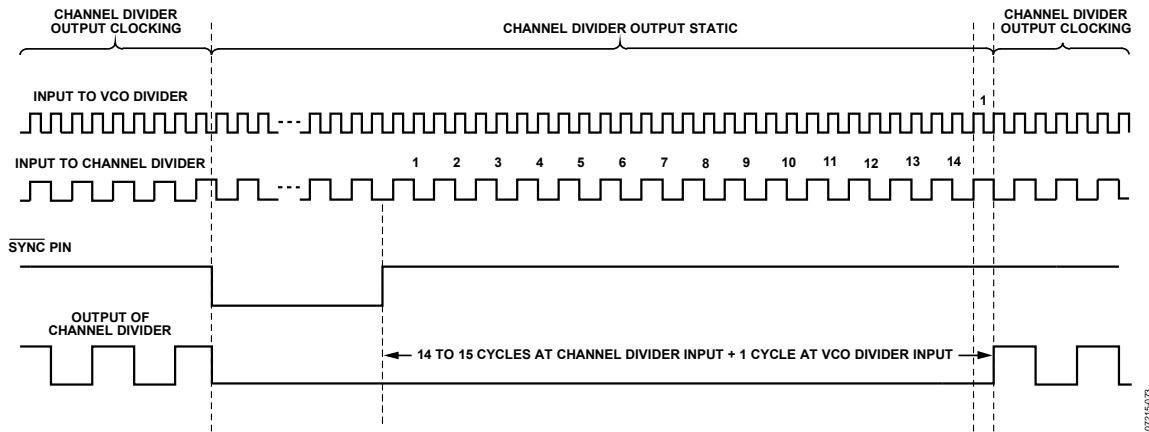 CHANNEL DIVIDER
OUTPUT CLOCKING
CHANNEL DIVIDER OUTPUT STATIC
CHANNEL DIVIDER
OUTPUT CLOCKING
INPUT TO VCO DIVIDER
1
INPUT TO CHANNEL DIVIDER
1 2 3 4 5 6 7 8 9 10 11 12 13 14
SYNC PIN
OUTPUT OF
CHANNEL DIVIDER
14 TO 15 CYCLES AT CHANNEL DIVIDER INPUT + 1 CYCLE AT VCO DIVIDER INPUT
07215-073